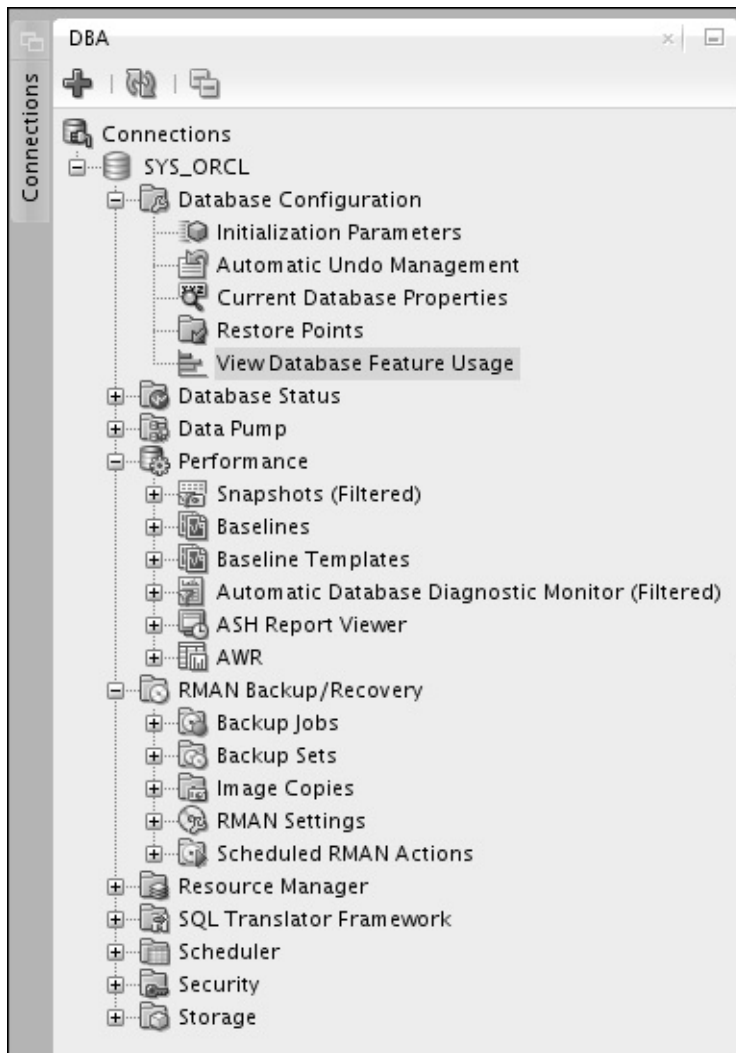 DBA
Connections
Connections
SYS_ORCL
Database Configuration
Initialization Parameters
Automatic Undo Management
Current Database Properties
Restore Points
View Database Feature Usage
Database Status
Data Pump
Performance
Snapshots (Filtered)
Baselines
Baseline Templates
Automatic Database Diagnostic Monitor (Filtered)
ASH Report Viewer
AWR
RMAN Backup/Recovery
Backup Jobs
Backup Sets
Image Copies
RMAN Settings
Scheduled RMAN Actions
Resource Manager
SQL Translator Framework
Scheduler
Security
Storage